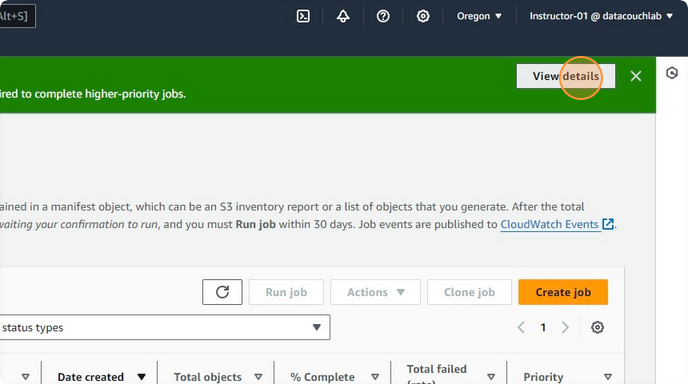 Alt+S]
Oregon ▼
Instructor-01 @ datacouchlab ▼
View details
ired to complete higher-priority jobs.
ained in a manifest object, which can be an S3 inventory report or a list of objects that you generate. After the total
waiting your confirmation to run, and you must Run job within 30 days. Job events are published to CloudWatch Events.
Run job
Actions ▼
Clone job
Create job
status types
1
Date created
Total objects
% Complete
Total failed
(rate)
Priority